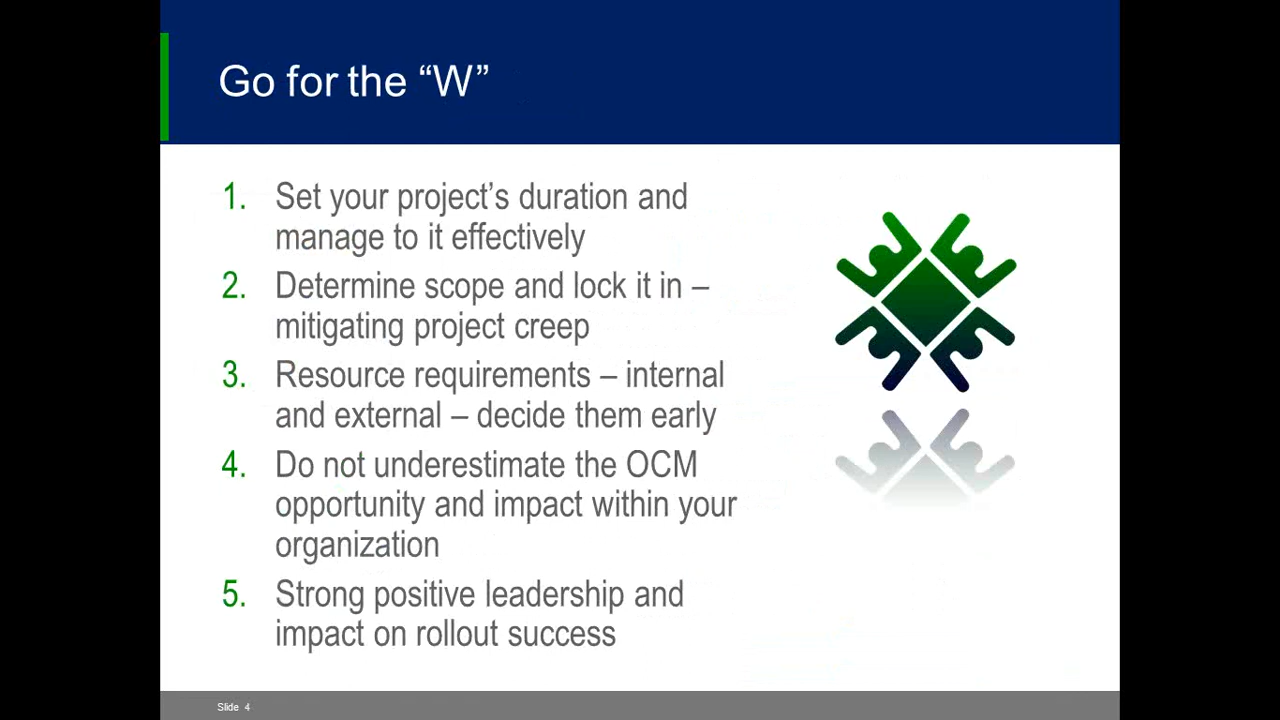 Go for the “W”
1. Set your project’s duration and
manage to it effectively
2. Determine scope and lock it in –
mitigating project creep
3. Resource requirements – internal
and external – decide them early
4. Do not underestimate the OCM
opportunity and impact within your
organization
5. Strong positive leadership and
impact on rollout success
Slide 4